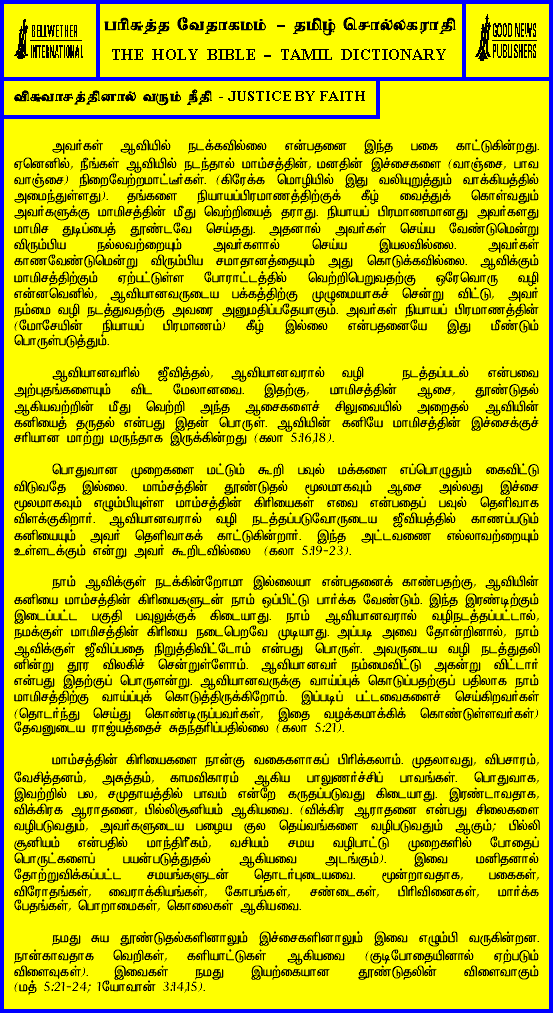 BELLWETHER
INTERNATIONAL
பரிசுத்த வேதாகமம் – தமிழ் சொல்லகராதி
THE HOLY BIBLE – TAMIL DICTIONARY
GOOD NEWS
PUBLISHERS
விசுவாசத்தினால் வரும் நீதி - JUSTICE BY FAITH
அவர்கள் ஆவியில் நடக்கவில்லை என்பதனை இந்த பகை காட்டுகின்றது.
ஏனெனில், நீங்கள் ஆவியில் நடந்தால் மாம்சத்தின், மனதின் இச்சைகளை (வாஞ்சை, பாவ
வாஞ்சை) நிறைவேற்றமாட்டீர்கள். (கிரேக்க மொழியில் இது வலியுறுத்தும் வாக்கியத்தில்
அமைந்துள்ளது). தங்களை நியாயப்பிரமாணத்திற்குக் கீழ் வைத்துக் கொள்வதும்
அவர்களுக்கு மாமிசத்தின் மீது வெற்றியைத் தராது. நியாயப் பிரமாணமானது அவர்களது
மாமிச துடிப்பைத் தூண்டவே செய்தது. அதனால் அவர்கள் செய்ய வேண்டுமென்று
விரும்பிய நல்லவற்றையும் அவர்களால் செய்ய இயலவில்லை. அவர்கள்
காணவேண்டுமென்று விரும்பிய சமாதானத்தையும் அது கொடுக்கவில்லை. ஆவிக்கும்
மாமிசத்திற்கும் ஏற்பட்டுள்ள போராட்டத்தில் வெற்றிபெறுவதற்கு ஒரேவொரு வழி
என்னவெனில், ஆவியானவருடைய பக்கத்திற்கு முழுமையாகச் சென்று விட்டு, அவர்
நம்மை வழி நடத்துவதற்கு அவரை அனுமதிப்பதேயாகும். அவர்கள் நியாயப் பிரமாணத்தின்
(மோசேயின் நியாயப் பிரமாணம்) கீழ் இல்லை என்பதனையே இது மீண்டும்
பொருள்படுத்தும்.
ஆவியானவரில் ஜீவித்தல், ஆவியானவரால் வழி நடத்தப்படல் என்பவை
அற்புதங்களையும் விட மேலானவை. இதற்கு, மாமிசத்தின் ஆசை, தூண்டுதல்
ஆகியவற்றின் மீது வெற்றி அந்த ஆசைகளைச் சிலுவையில் அறைதல் ஆவியின்
கனியைத் தருதல் என்பது இதன் பொருள். ஆவியின் கனியே மாமிசத்தின் இச்சைக்குச்
சரியான மாற்று மருந்தாக இருக்கின்றது (கலா 5:16,18).
பொதுவான முறைகளை மட்டும் கூறி பவுல் மக்களை எப்பொழுதும் கைவிட்டு
விடுவதே இல்லை. மாம்சத்தின் தூண்டுதல் மூலமாகவும் ஆசை அல்லது இச்சை
மூலமாகவும் எழும்பியுள்ள மாம்சத்தின் கிரியைகள் எவை என்பதைப் பவுல் தெளிவாக
விளக்குகிறார். ஆவியானவரால் வழி நடத்தப்படுவோருடைய ஜீவியத்தில் காணப்படும்
கனியையும் அவர் தெளிவாகக் காட்டுகின்றார். இந்த அட்டவணை எல்லாவற்றையும்
உள்ளடக்கும் என்று அவர் கூறிடவில்லை (கலா 5:19-23).
நாம் ஆவிக்குள் நடக்கின்றோமா இல்லையா என்பதனைக் காண்பதற்கு, ஆவியின்
கனியை மாம்சத்தின் கிரியைகளுடன் நாம் ஒப்பிட்டு பார்க்க வேண்டும். இந்த இரண்டிற்கும்
இடைப்பட்ட பகுதி பவுலுக்குக் கிடையாது. நாம் ஆவியானவரால் வழிநடத்தப்பட்டால்,
நமக்குள் மாமிசத்தின் கிரியை நடைபெறவே முடியாது. அப்படி அவை தோன்றினால், நாம்
ஆவிக்குள் ஜீவிப்பதை நிறுத்திவிட்டோம் என்பது பொருள். அவருடைய வழி நடத்துதலி
னின்று தூர விலகிச் சென்றுள்ளோம். ஆவியானவர் நம்மைவிட்டு அகன்று விட்டார்
என்பது இதற்குப் பொருளன்று. ஆவியானவருக்கு வாய்ப்புக் கொடுப்பதற்குப் பதிலாக நாம்
மாமிசத்திற்கு வாய்ப்புக் கொடுத்திருக்கிறோம். இப்படிப் பட்டவைகளைச் செய்கிறவர்கள்
(தொடர்ந்து செய்து கொண்டிருப்பவர்கள், இதை வழக்கமாக்கிக் கொண்டுள்ளவர்கள்)
தேவனுடைய ராஜ்யத்தைச் சுதந்தரிப்பதில்லை (கலா 5:21).
மாம்சத்தின் கிரியைகளை நான்கு வகைகளாகப் பிரிக்கலாம். முதலாவது, விபசாரம்,
வேசித்தனம், அசுத்தம், காமவிகாரம் ஆகிய பாலுணர்ச்சிப் பாவங்கள். பொதுவாக,
இவற்றில் பல, சமுதாயத்தில் பாவம் என்றே கருதப்படுவது கிடையாது. இரண்டாவதாக,
விக்கிரக ஆராதனை, பில்லிசூனியம் ஆகியவை. (விக்கிர ஆராதனை என்பது சிலைகளை
வழிபடுவதும், அவர்களுடைய பழைய குல தெய்வங்களை வழிபடுவதும் ஆகும்; பில்லி
சூனியம் என்பதில் மாந்திரீகம், வசியம் சமய வழிபாட்டு முறைகளில் போதைப்
பொருட்களைப் பயன்படுத்துதல் ஆகியவை அடங்கும்). இவை மனிதனால்
தோற்றுவிக்கப்பட்ட சமயங்களுடன் தொடர்புடையவை. மூன்றாவதாக, பகைகள்,
விரோதங்கள், வைராக்கியங்கள், கோபங்கள், சண்டைகள், பிரிவினைகள், மார்க்க
பேதங்கள், பொறாமைகள், கொலைகள் ஆகியவை.
நமது சுய தூண்டுதல்களினாலும் இச்சைகளினாலும் இவை எழும்பி வருகின்றன.
நான்காவதாக வெறிகள், களியாட்டுகள் ஆகியவை (குடிபோதையினால் ஏற்படும்
விளைவுகள்). இவைகள் நமது இயற்கையான தூண்டுதலின் விளைவாகும்
(மத் 5:21-24; 1யோவான் 3:14,15).